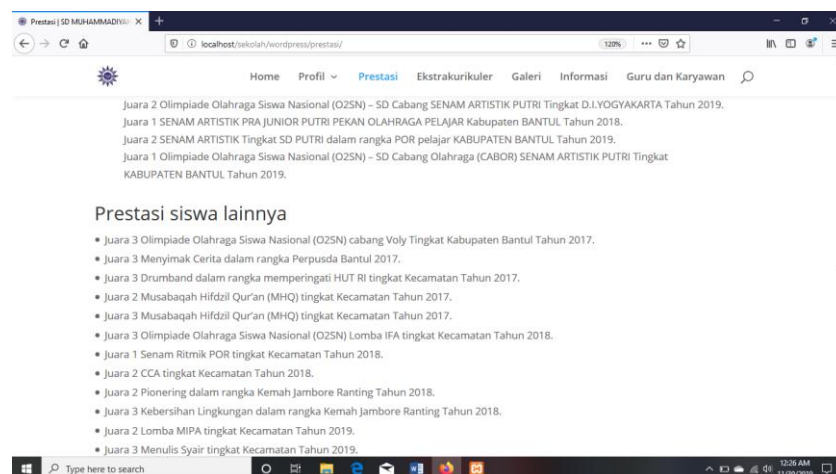 Prestasi | SD MUHAMMADIYAH
localhost/sekolah/wordpress/prestasi/
120%
Home Profil Prestasi Ekstrakurikuler Galeri Informasi Guru dan Karyawan
Juara 2 Olimpiade Olahraga Siswa Nasional (O2SN) – SD Cabang SENAM ARTISTIK PUTRI Tingkat D.I.YOGYAKARTA Tahun 2019.
Juara 1 SENAM ARTISTIK PRA JUNIOR PUTRI PEKAN OLAHRAGA PELAJAR Kabupaten BANTUL Tahun 2018.
Juara 2 SENAM ARTISTIK Tingkat SD PUTRI dalam rangka POR pelajar KABUPATEN BANTUL Tahun 2019.
Juara 1 Olimpiade Olahraga Siswa Nasional (O2SN) – SD Cabang Olahraga (CABOR) SENAM ARTISTIK PUTRI Tingkat
KABUPATEN BANTUL Tahun 2019.
Prestasi siswa lainnya
• Juara 3 Olimpiade Olahraga Siswa Nasional (O2SN) cabang Voly Tingkat Kabupaten Bantul Tahun 2017.
• Juara 3 Menyimak Cerita dalam rangka Perpusda Bantul 2017.
• Juara 3 Drumband dalam rangka memperingati HUT RI tingkat Kecamatan Tahun 2017.
• Juara 2 Musabaqah Hifdzil Qur'an (MHQ) tingkat Kecamatan Tahun 2017.
• Juara 3 Musabaqah Hifdzil Qur'an (MHQ) tingkat Kecamatan Tahun 2017.
• Juara 3 Olimpiade Olahraga Siswa Nasional (O2SN) Lomba IFA tingkat Kecamatan Tahun 2018.
• Juara 1 Senam Ritmik POR tingkat Kecamatan Tahun 2018.
• Juara 2 CCA tingkat Kecamatan Tahun 2018.
• Juara 2 Pionering dalam rangka Kemah Jambore Ranting Tahun 2018.
• Juara 3 Kebersihan Lingkungan dalam rangka Kemah Jambore Ranting Tahun 2018.
• Juara 2 Lomba MIPA tingkat Kecamatan Tahun 2019.
• Juara 3 Menulis Syair tingkat Kecamatan Tahun 2019.
Type here to search
12:26 AM